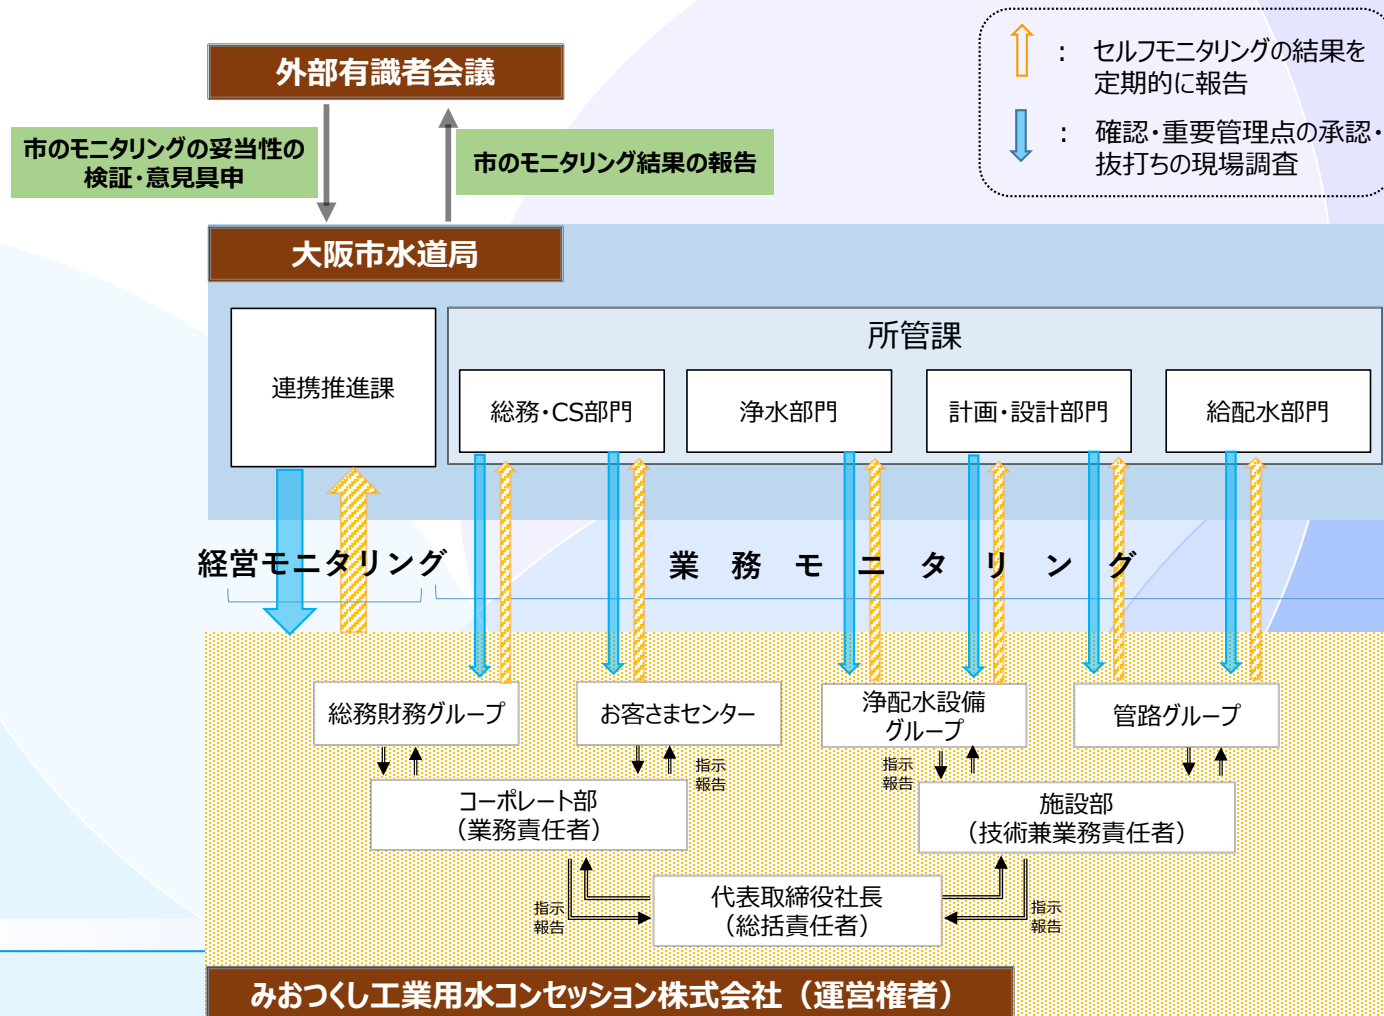 外部有識者会議
： セルフモニタリングの結果を
定期的に報告
： 確認・重要管理点の承認・
抜打ちの現場調査
市のモニタリングの妥当性の
検証・意見具申
市のモニタリング結果の報告
大阪市水道局
所管課
連携推進課
総務・CS部門
浄水部門
計画・設計部門
給配水部門
経営モニタリング
業務モニタリング
総務財務グループ
お客さまセンター
浄配水設備
グループ
管路グループ
指示
報告
指示
報告
コーポレート部
（業務責任者）
施設部
（技術兼業務責任者）
代表取締役社長
（総括責任者）
指示
報告
指示
報告
みおつくし工業用水コンセッション株式会社（運営権者）